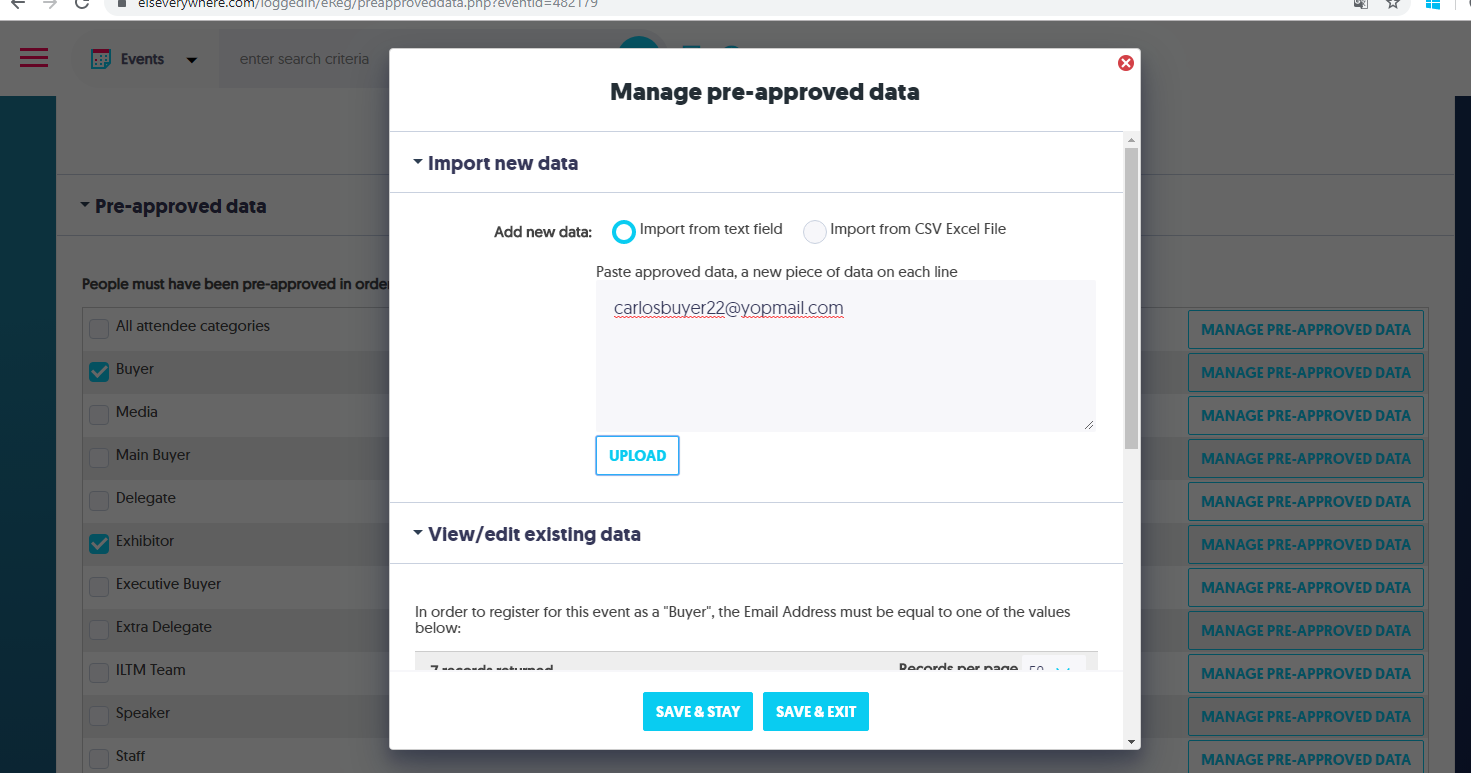 elseverywhere.com/loggedin/eReg/preapproveddata.php?eventid=482179
Events
enter search criteria
Manage pre-approved data
Import new data
Add new data:
Import from text field
Import from CSV Excel File
Paste approved data, a new piece of data on each line
carlosbuyer22@yopmail.com
UPLOAD
View/edit existing data
In order to register for this event as a "Buyer", the Email Address must be equal to one of the values
below:
7 records returned
Records per page
50
SAVE & STAY
SAVE & EXIT
Pre-approved data
People must have been pre-approved in order
All attendee categories
MANAGE PRE-APPROVED DATA
Buyer
MANAGE PRE-APPROVED DATA
Media
MANAGE PRE-APPROVED DATA
Main Buyer
MANAGE PRE-APPROVED DATA
Delegate
MANAGE PRE-APPROVED DATA
Exhibitor
MANAGE PRE-APPROVED DATA
Executive Buyer
MANAGE PRE-APPROVED DATA
Extra Delegate
MANAGE PRE-APPROVED DATA
ILTM Team
MANAGE PRE-APPROVED DATA
Speaker
MANAGE PRE-APPROVED DATA
Staff
MANAGE PRE-APPROVED DATA